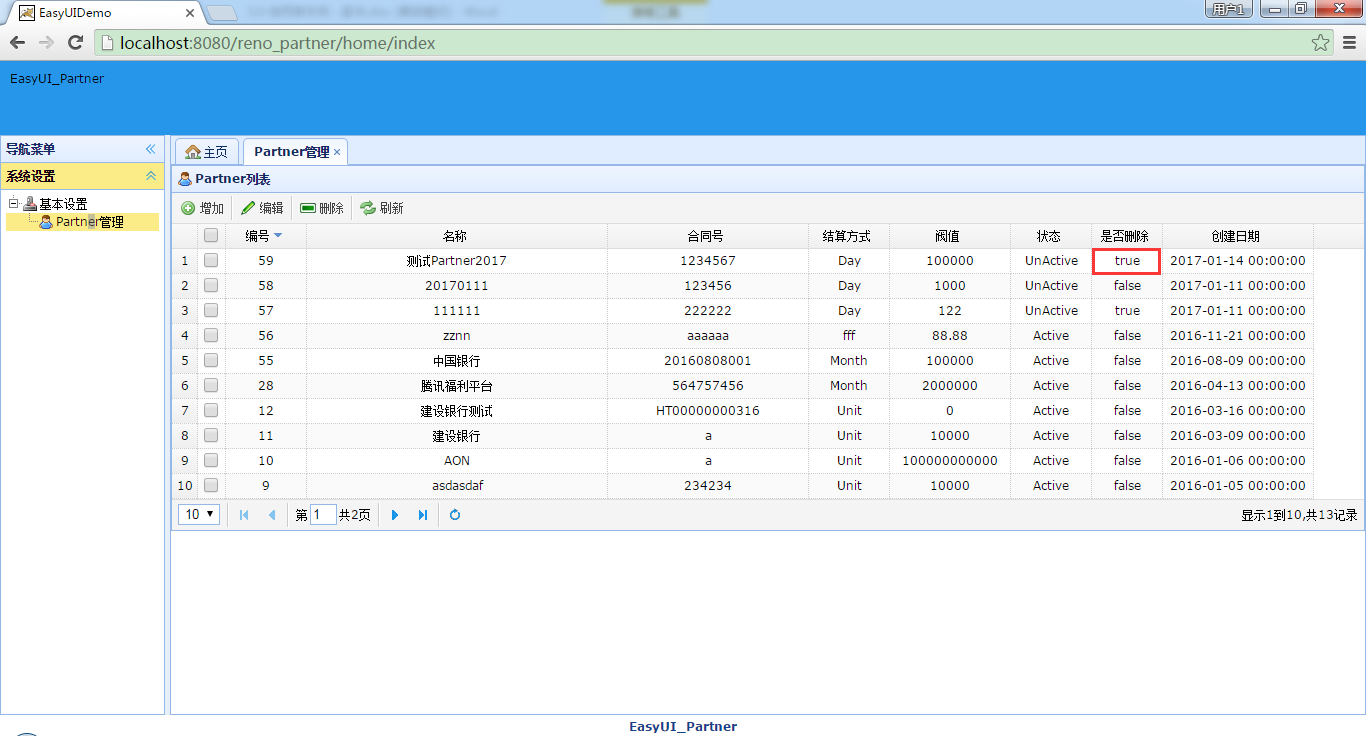 EasyUIDemo
用户1
localhost:8080/reno_partner/home/index
EasyUI_Partner
导航菜单
系统设置
基本设置
Partner管理
主页 Partner管理
Partner列表
增加 编辑 删除 刷新
编号 名称 合同号 结算方式 阀值 状态 是否删除 创建日期
1 59 测试Partner2017 1234567 Day 100000 UnActive true 2017-01-14 00:00:00
2 58 20170111 123456 Day 1000 UnActive false 2017-01-11 00:00:00
3 57 111111 222222 Day 122 UnActive true 2017-01-11 00:00:00
4 56 zznn aaaaaa fff 88.88 Active false 2016-11-21 00:00:00
5 55 中国银行 20160808001 Month 100000 Active false 2016-08-09 00:00:00
6 28 腾讯福利平台 564757456 Month 2000000 Active false 2016-04-13 00:00:00
7 12 建设银行测试 HT00000000316 Unit 0 Active false 2016-03-16 00:00:00
8 11 建设银行 a Unit 10000 Active false 2016-03-09 00:00:00
9 10 AON a Unit 100000000000 Active false 2016-01-06 00:00:00
10 9 asdasdaf 234234 Unit 10000 Active false 2016-01-05 00:00:00
10 第 1 共2页 显示1到10,共13记录
EasyUI_Partner